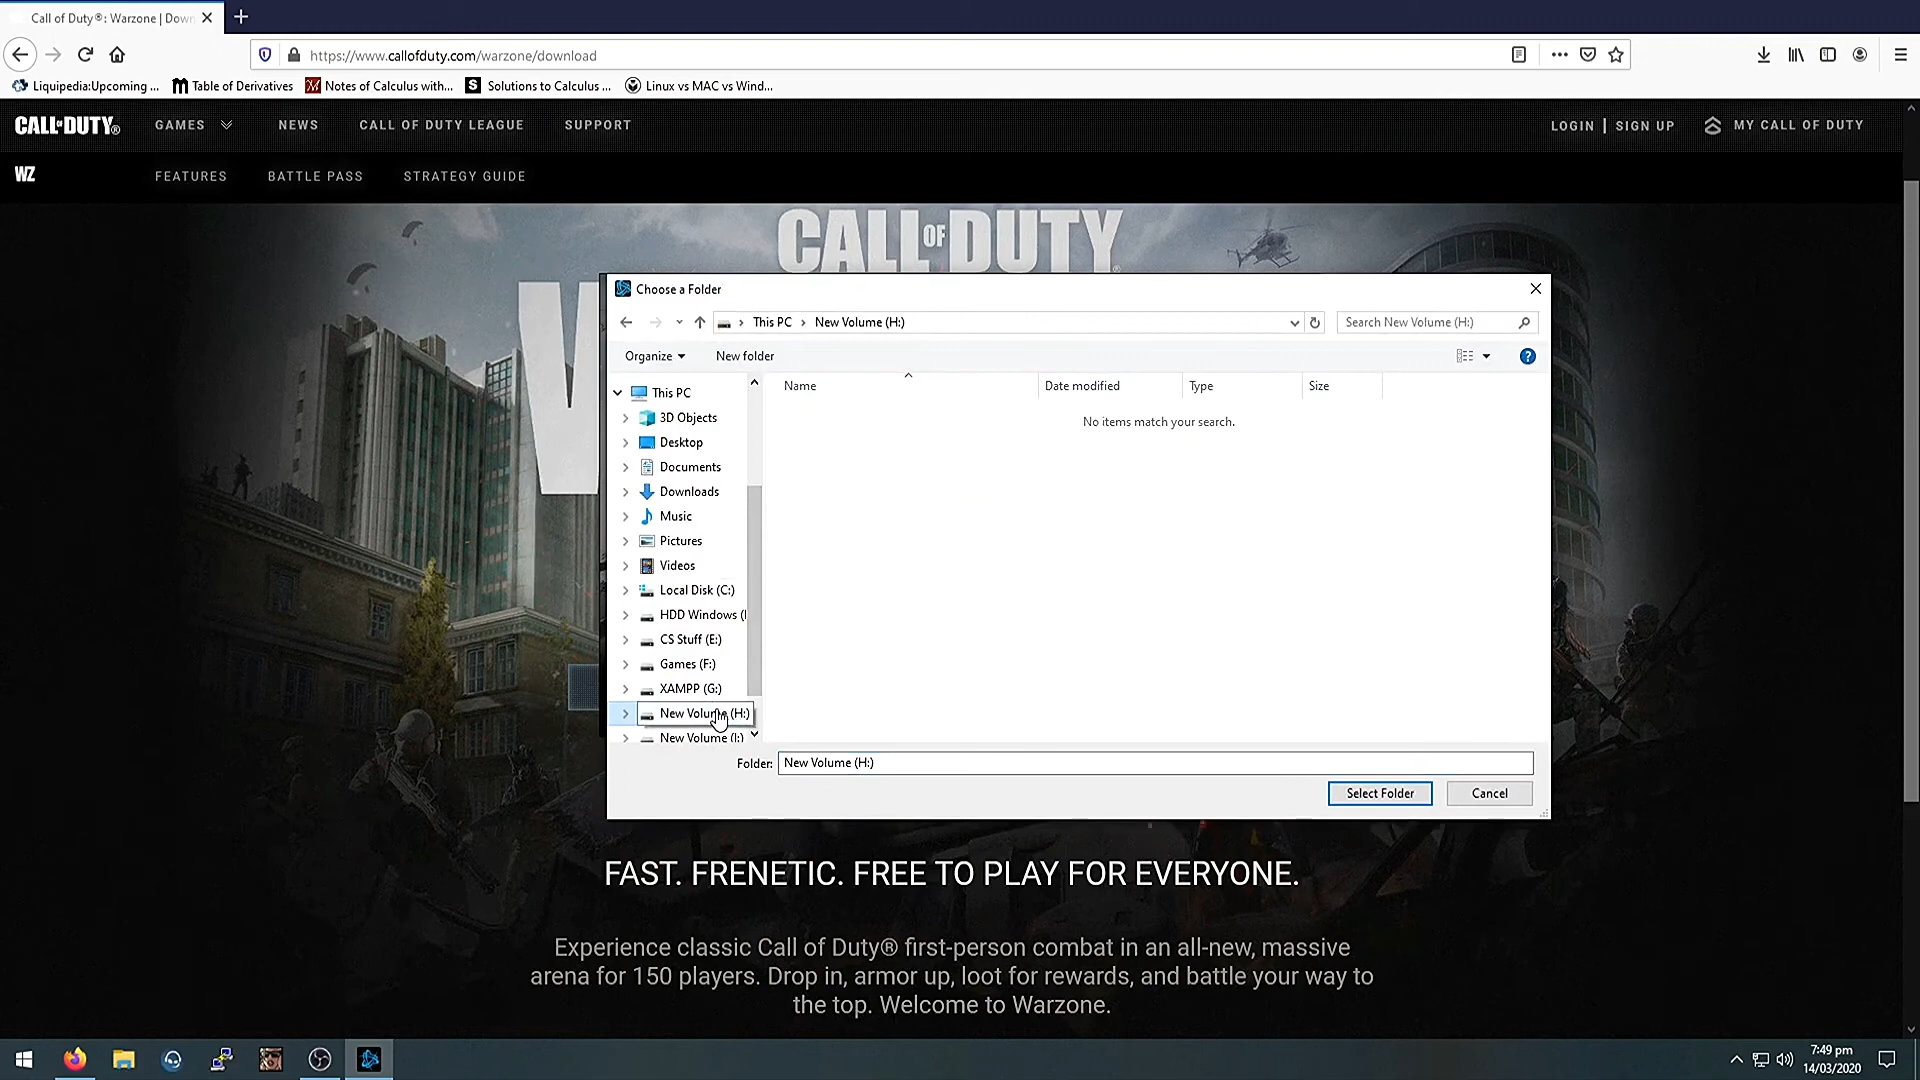 Call of Duty®: Warzone | Down
https://www.callofduty.com/warzone/download
Liquipedia:Upcoming ...
Table of Derivatives
Notes of Calculus with...
Solutions to Calculus ...
Linux vs MAC vs Wind...
CALL OF DUTY®
GAMES
NEWS
CALL OF DUTY LEAGUE
SUPPORT
LOGIN | SIGN UP
MY CALL OF DUTY
WZ
FEATURES
BATTLE PASS
STRATEGY GUIDE
CALL OF DUTY
W
Choose a Folder
This PC
New Volume (H:)
Search New Volume (H:)
Organize
New folder
?
Name
Date modified
Type
Size
No items match your search.
This PC
3D Objects
Desktop
Documents
Downloads
Music
Pictures
Videos
Local Disk (C:)
HDD Windows (
CS Stuff (E:)
Games (F:)
XAMPP (G:)
New Volume (H:)
New Volume (I:)
Folder:
New Volume (H:)
Select Folder
Cancel
FAST. FRENETIC. FREE TO PLAY FOR EVERYONE.
Experience classic Call of Duty® first-person combat in an all-new, massive
arena for 150 players. Drop in, armor up, loot for rewards, and battle your way to
the top. Welcome to Warzone.
7:49 pm
14/03/2020